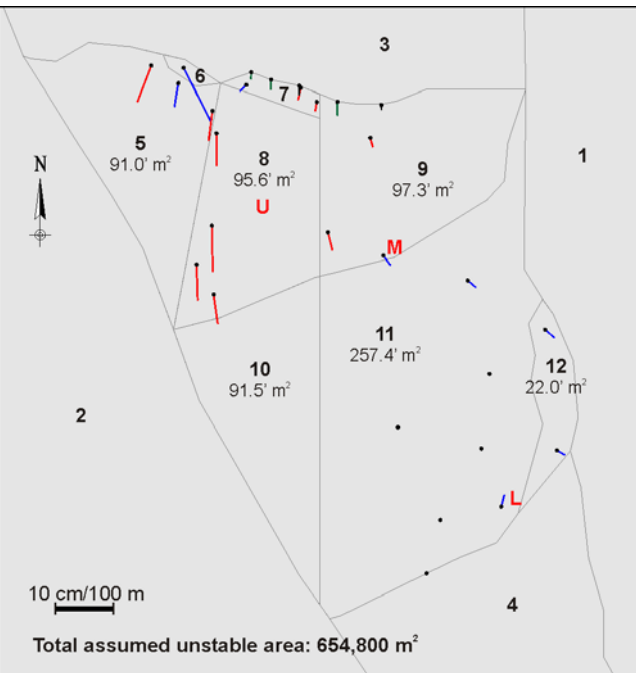 3
6
7
5
91.0' m²
N
8
95.6' m²
U
9
97.3' m²
1
M
11
257.4' m²
12
22.0' m²
10
91.5' m²
2
L
10 cm/100 m
4
Total assumed unstable area: 654,800 m²